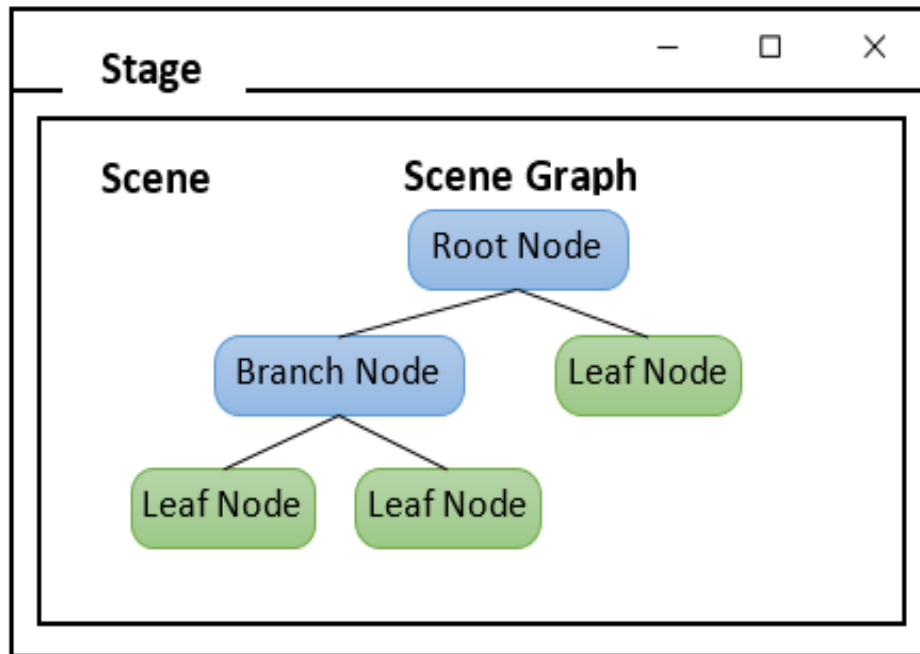 Stage
Scene
Scene Graph
Root Node
Branch Node
Leaf Node
Leaf Node
Leaf Node